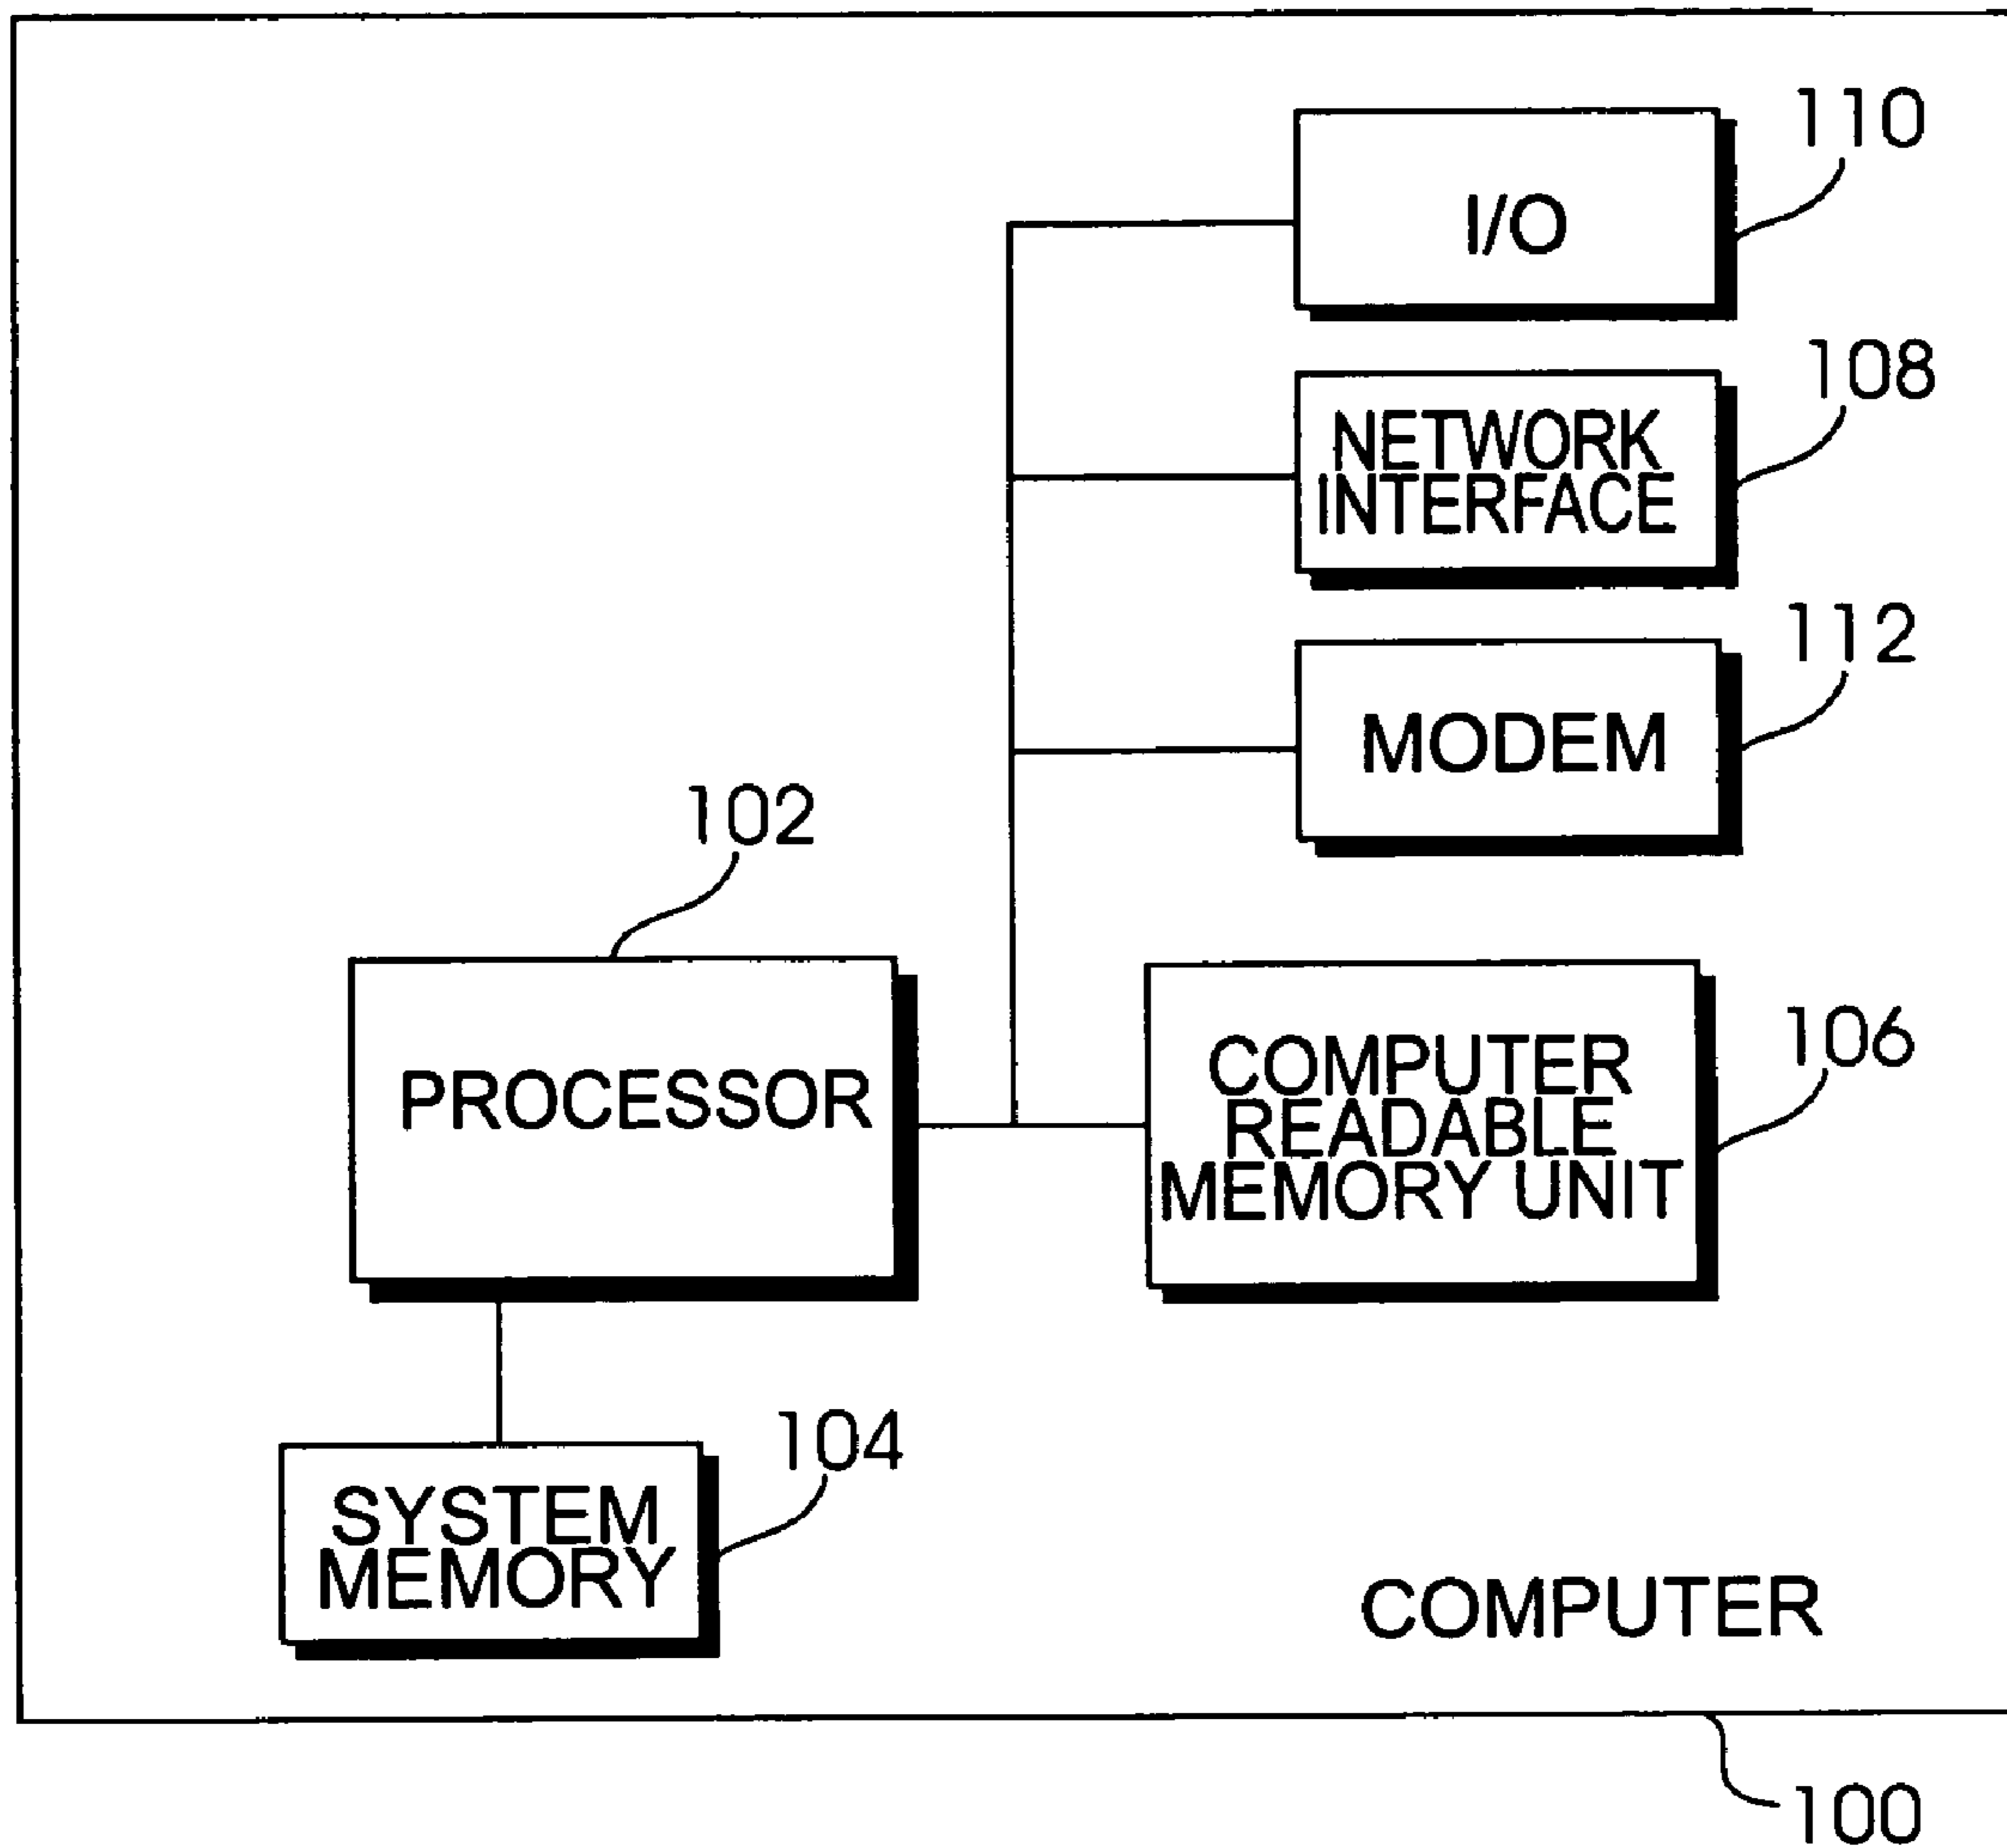 110
I/O
108
NETWORK
INTERFACE
112
MODEM
102
PROCESSOR
106
COMPUTER
READABLE
MEMORY UNIT
104
SYSTEM
MEMORY
COMPUTER
100